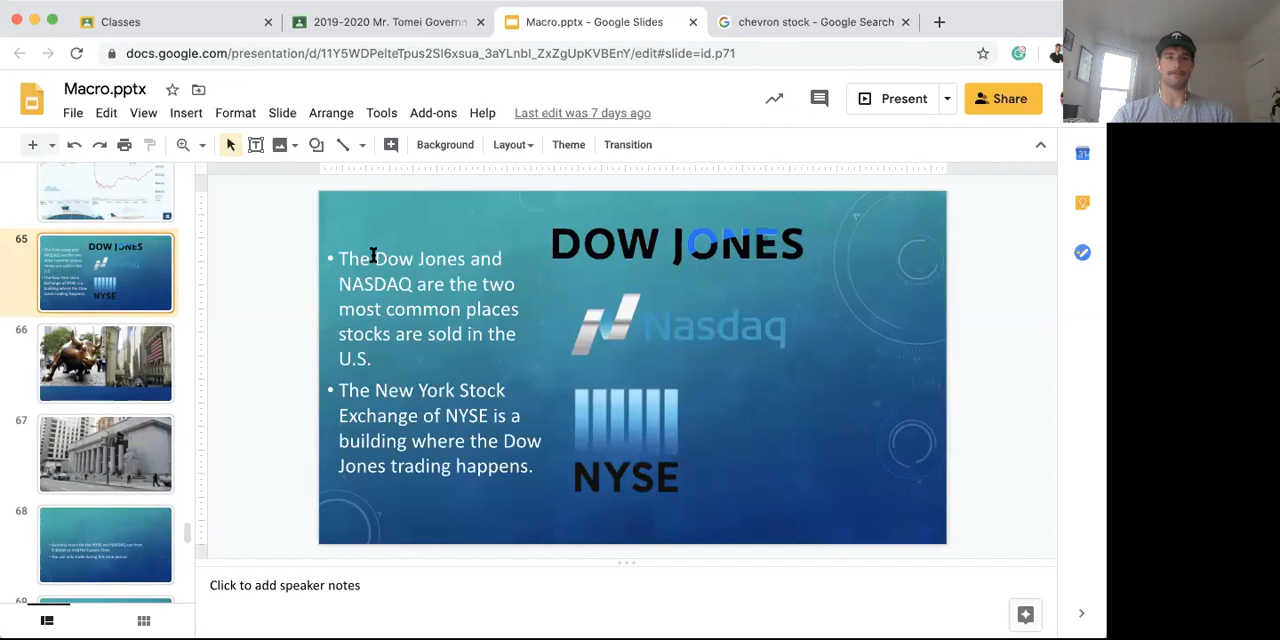 Classes
2019-2020 Mr. Tomei Governm
Macro.pptx - Google Slides
chevron stock - Google Search
docs.google.com/presentation/d/11Y5WDPelteTpus2SI6xsua_3aYLnbI_ZxZgUpKVBEnY/edit#slide=id.p71
Macro.pptx
File Edit View Insert Format Slide Arrange Tools Add-ons Help Last edit was 7 days ago
Present
Share
Background Layout Theme Transition
65
66
67
68
69
• The Dow Jones and
NASDAQ are the two
most common places
stocks are sold in the
U.S.
• The New York Stock
Exchange of NYSE is a
building where the Dow
Jones trading happens.
DOW JONES
Nasdaq
NYSE
Click to add speaker notes
31